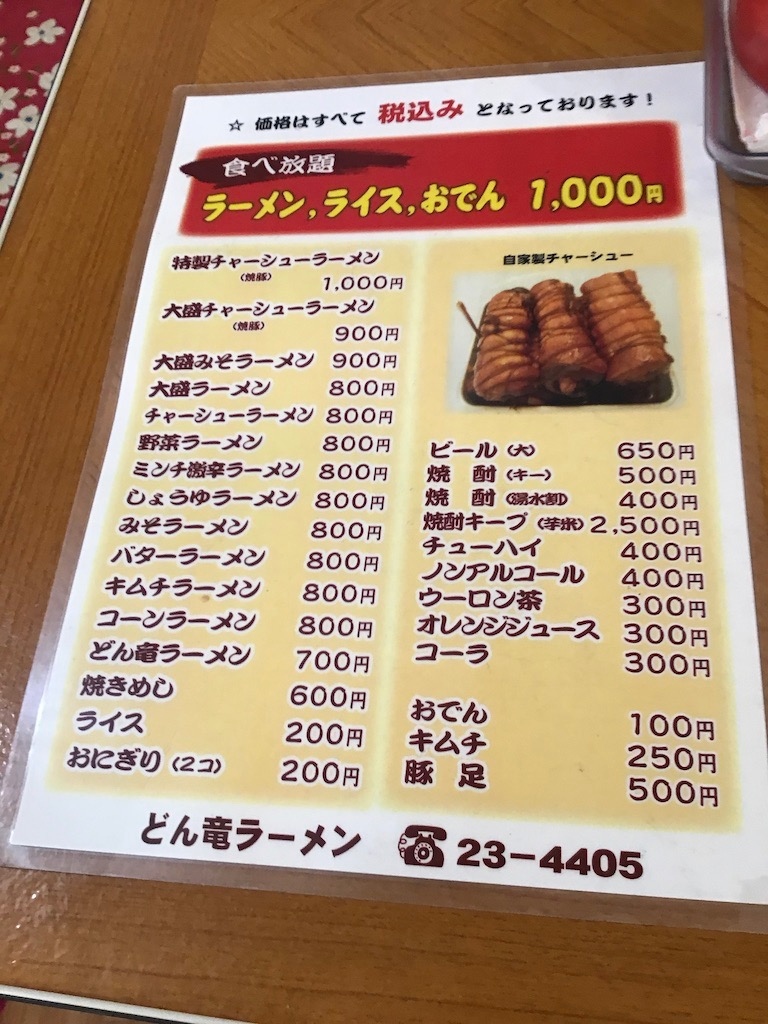 ☆ 価格はすべて 税込み となっております！
食べ放題
ラーメン,ライス,おでん 1,000円
特製チャーシューラーメン
(焼豚)
1,000円
大盛チャーシューラーメン
(焼豚)
900円
大盛みそラーメン 900円
大盛ラーメン 800円
チャーシューラーメン 800円
野菜ラーメン 800円
ミンチ激辛ラーメン 800円
しょうゆラーメン 800円
みそラーメン 800円
バターラーメン 800円
キムチラーメン 800円
コーンラーメン 800円
どん竜ラーメン 700円
焼きめし 600円
ライス 200円
おにぎり (2コ) 200円
自家製チャーシュー
ビール (大) 650円
焼 酎 (キー) 500円
焼 酎 (湯水割) 400円
焼酎キープ (芋米) 2,500円
チューハイ 400円
ノンアルコール 400円
ウーロン茶 300円
オレンジジュース 300円
コーラ 300円
おでん 100円
キムチ 250円
豚 足 500円
どん竜ラーメン 23-4405